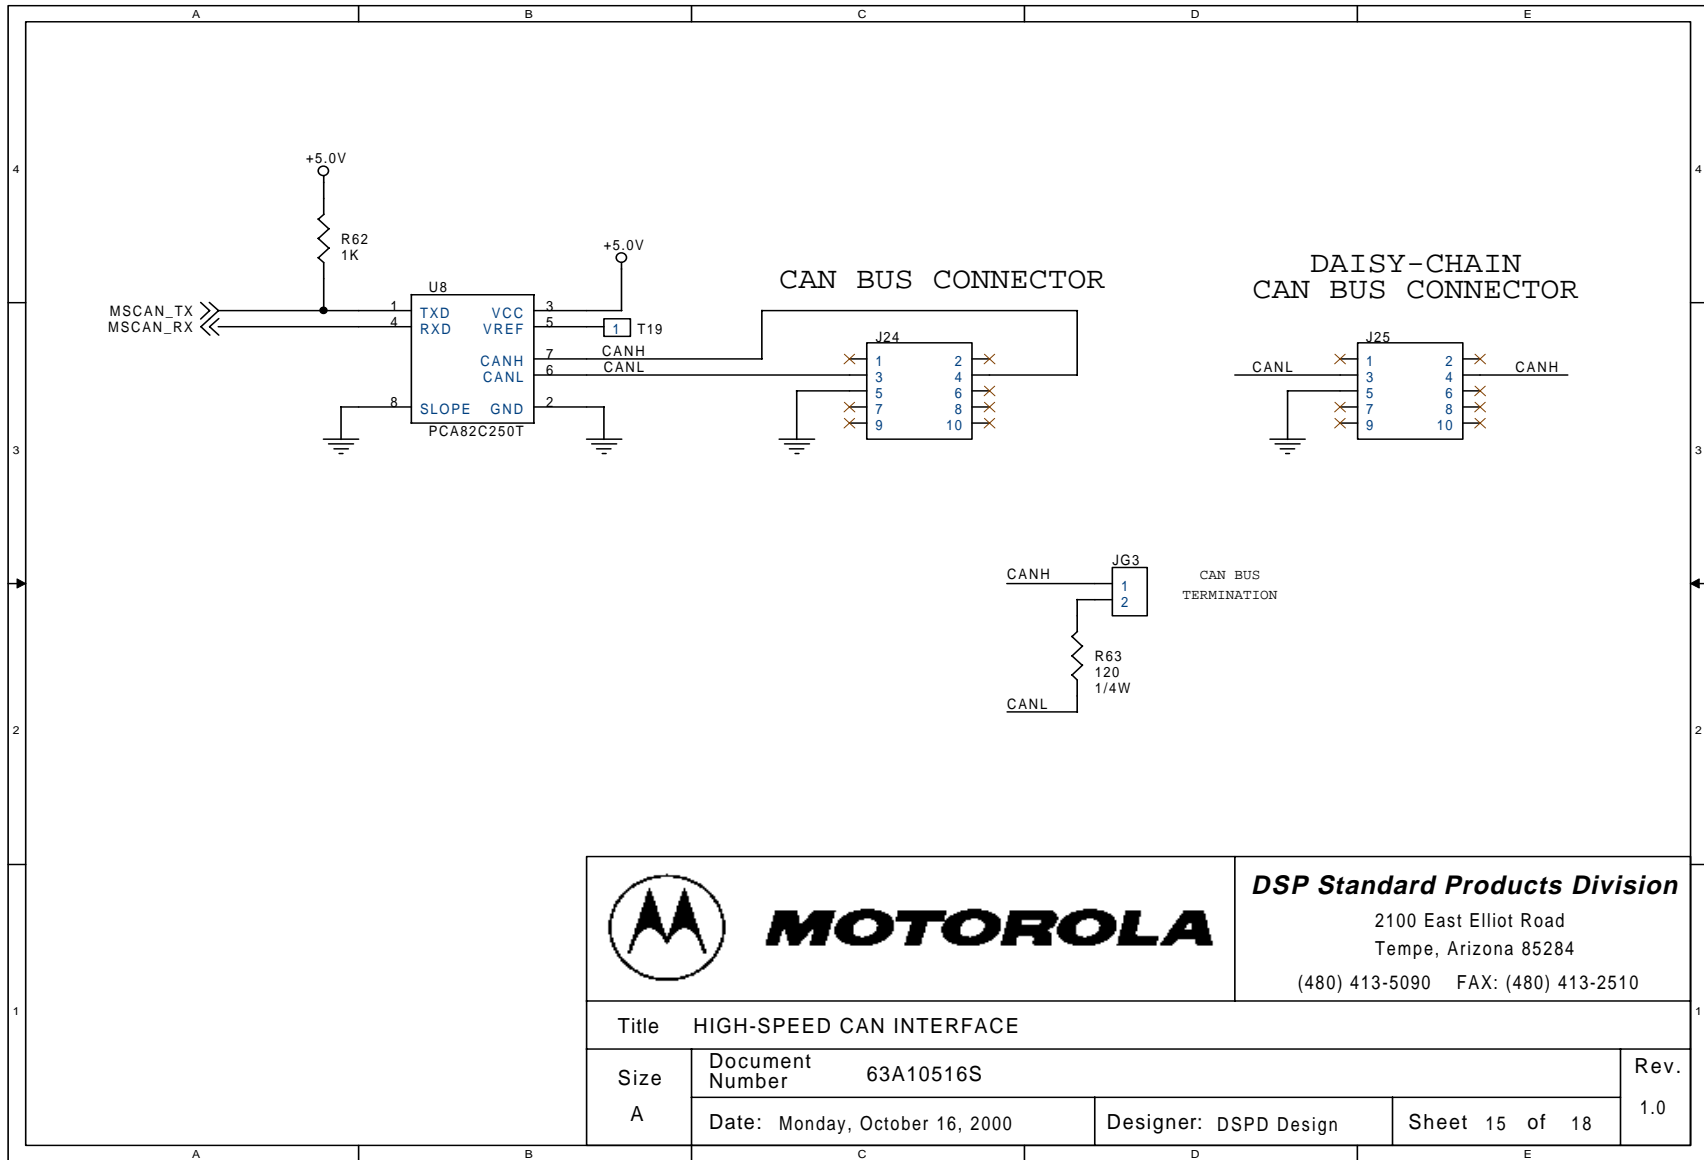 A B C D E
4 4
+5.0V
R62
1K
+5.0V
CAN BUS CONNECTOR
DAISY-CHAIN
CAN BUS CONNECTOR
MSCAN_TX
MSCAN_RX
U8
1 TXD VCC 3
4 RXD VREF 5
1 T19
CANH 7 CANH
CANL 6 CANL
8 SLOPE GND 2
PCA82C250T
J24
1 2
3 4
5 6
7 8
9 10
J25
1 2
CANL 3 4 CANH
5 6
7 8
9 10
3 3
JG3
CANH 1
2
CAN BUS
TERMINATION
R63
120
1/4W
CANL
2 2
MOTOROLA
DSP Standard Products Division
2100 East Elliot Road
Tempe, Arizona 85284
(480) 413-5090 FAX: (480) 413-2510
1 1
Title HIGH-SPEED CAN INTERFACE
Size
A
Document
Number 63A10516S
Rev.
1.0
Date: Monday, October 16, 2000
Designer: DSPD Design
Sheet 15 of 18
A B C D E